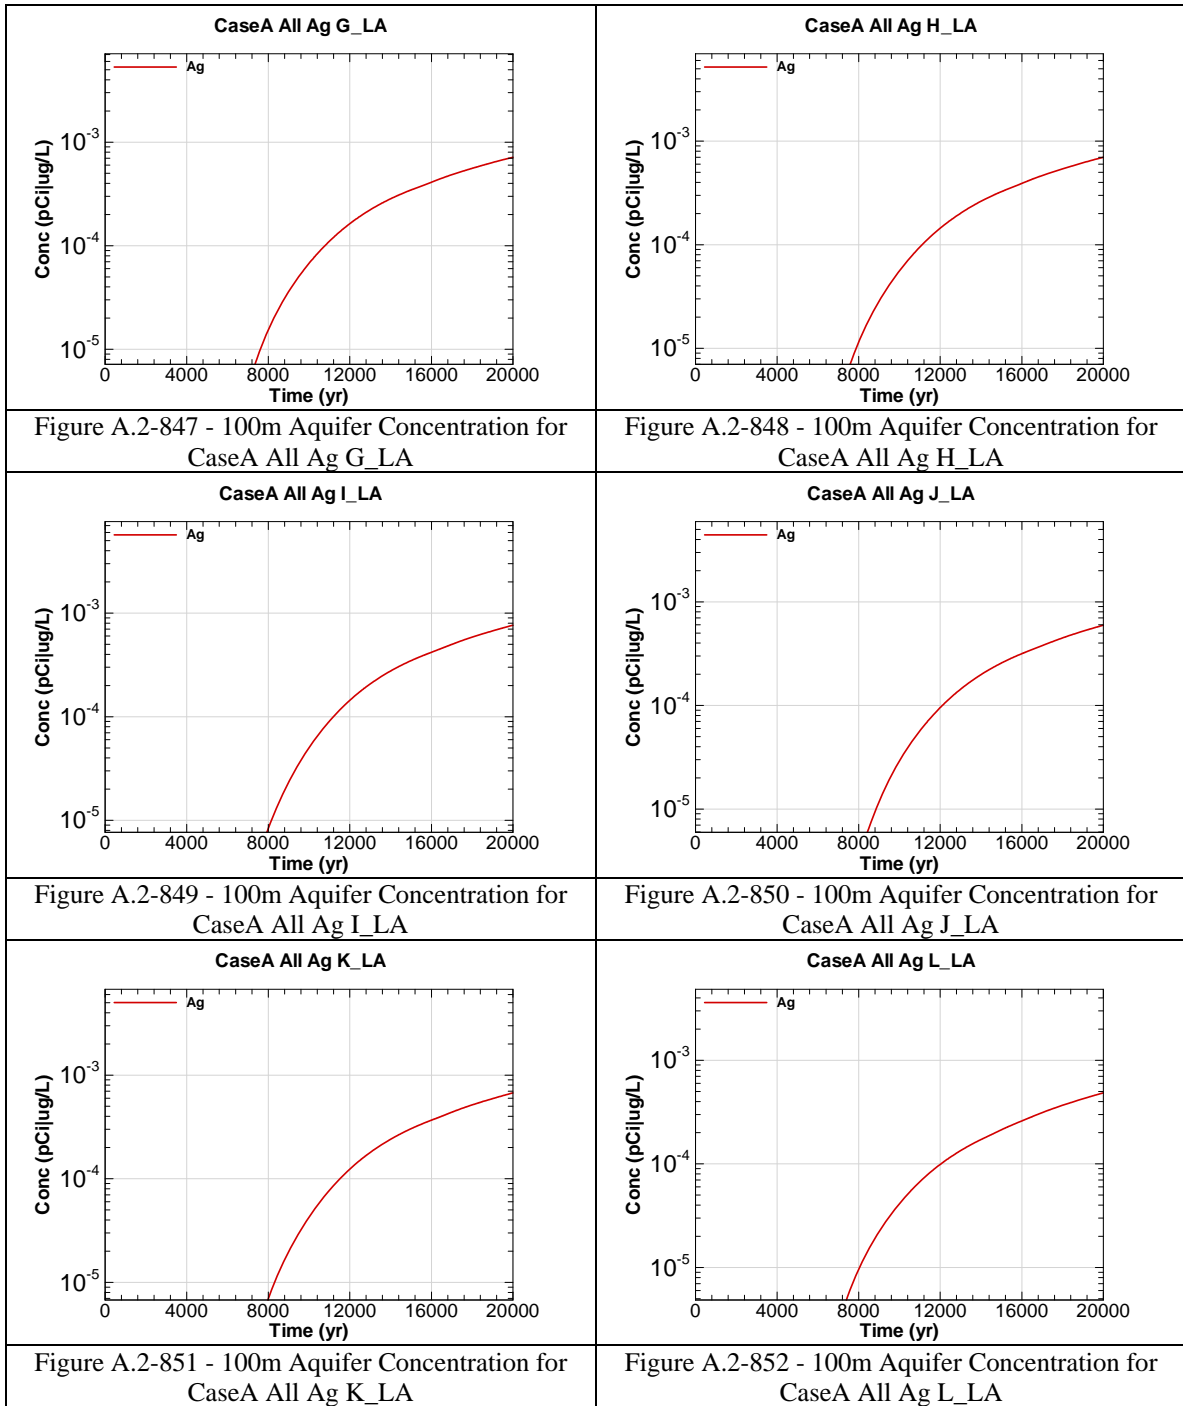 CaseA All Ag G_LA
Ag
Conc (pCi|ug/L)
10-3
10-4
10-5
0 4000 8000 12000 16000 20000
Time (yr)
Figure A.2-847 - 100m Aquifer Concentration for
CaseA All Ag G_LA
CaseA All Ag H_LA
Ag
Conc (pCi|ug/L)
10-3
10-4
10-5
0 4000 8000 12000 16000 20000
Time (yr)
Figure A.2-848 - 100m Aquifer Concentration for
CaseA All Ag H_LA
CaseA All Ag I_LA
Ag
Conc (pCi|ug/L)
10-3
10-4
10-5
0 4000 8000 12000 16000 20000
Time (yr)
Figure A.2-849 - 100m Aquifer Concentration for
CaseA All Ag I_LA
CaseA All Ag J_LA
Ag
Conc (pCi|ug/L)
10-3
10-4
10-5
0 4000 8000 12000 16000 20000
Time (yr)
Figure A.2-850 - 100m Aquifer Concentration for
CaseA All Ag J_LA
CaseA All Ag K_LA
Ag
Conc (pCi|ug/L)
10-3
10-4
10-5
0 4000 8000 12000 16000 20000
Time (yr)
Figure A.2-851 - 100m Aquifer Concentration for
CaseA All Ag K_LA
CaseA All Ag L_LA
Ag
Conc (pCi|ug/L)
10-3
10-4
10-5
0 4000 8000 12000 16000 20000
Time (yr)
Figure A.2-852 - 100m Aquifer Concentration for
CaseA All Ag L_LA